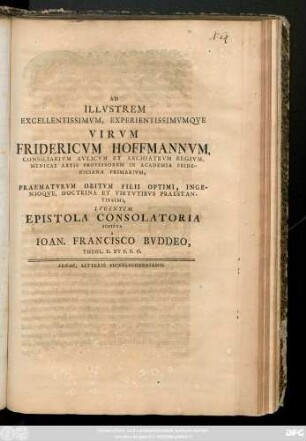 AD
ILLVSTREM
EXCELLENTISSIMVM, EXPERIENTISSIMVMQVE
VIRVM
FRIDERICVM HOFFMANNVM,
CONSILIARIVM AVLICVM ET ARCHIATRVM REGIVM,
MEDICAE ARTIS PROFESSOREM IN ACADEMIA FRIDE-
RICIANA PRIMARIVM,
PRAEMATVRVM OBITVM FILII OPTIMI, INGE-
NIOQVE, DOCTRINA ET VIRTVTIBVS PRAESTAN-
TISSIMI,
LVGENTEM
EPISTOLA CONSOLATORIA
SCRIPTA
A
IOAN. FRANCISCO BVDDEO,
THEOL. D. ET P. P. O.
IENAE, LITTERIS